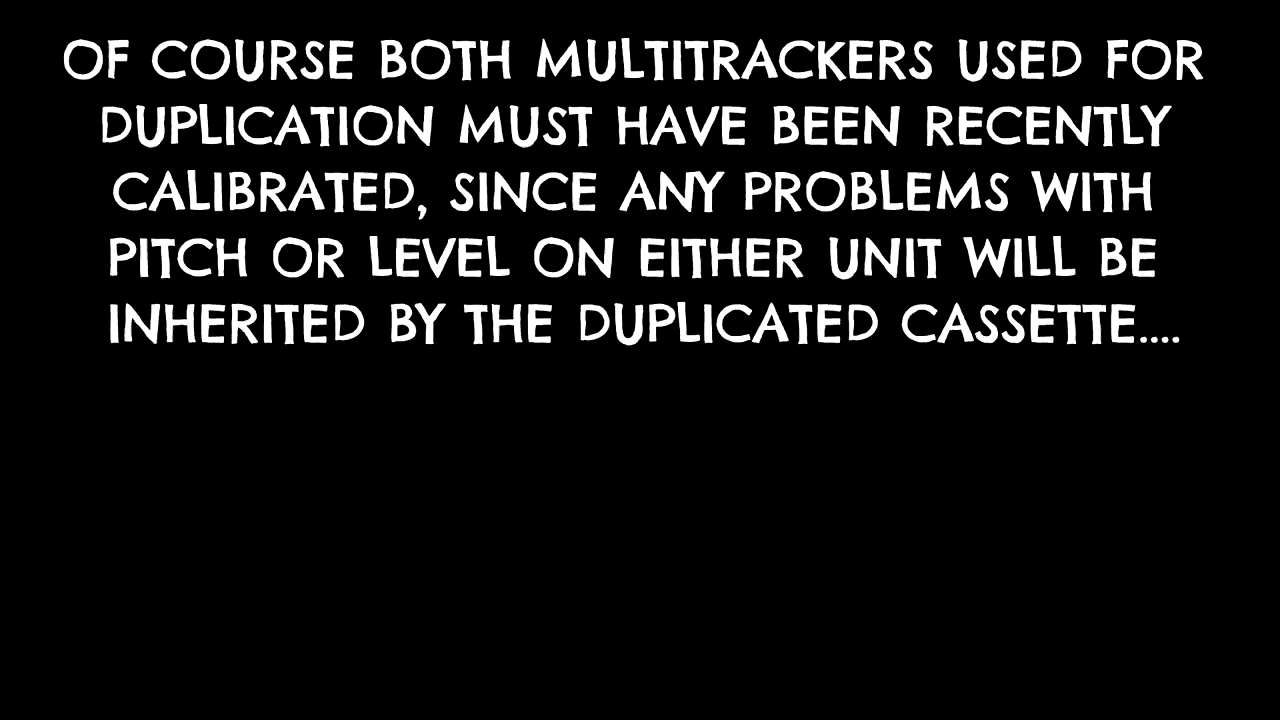 OF COURSE BOTH MULTITRACKERS USED FOR
DUPLICATION MUST HAVE BEEN RECENTLY
CALIBRATED, SINCE ANY PROBLEMS WITH
PITCH OR LEVEL ON EITHER UNIT WILL BE
INHERITED BY THE DUPLICATED CASSETTE....